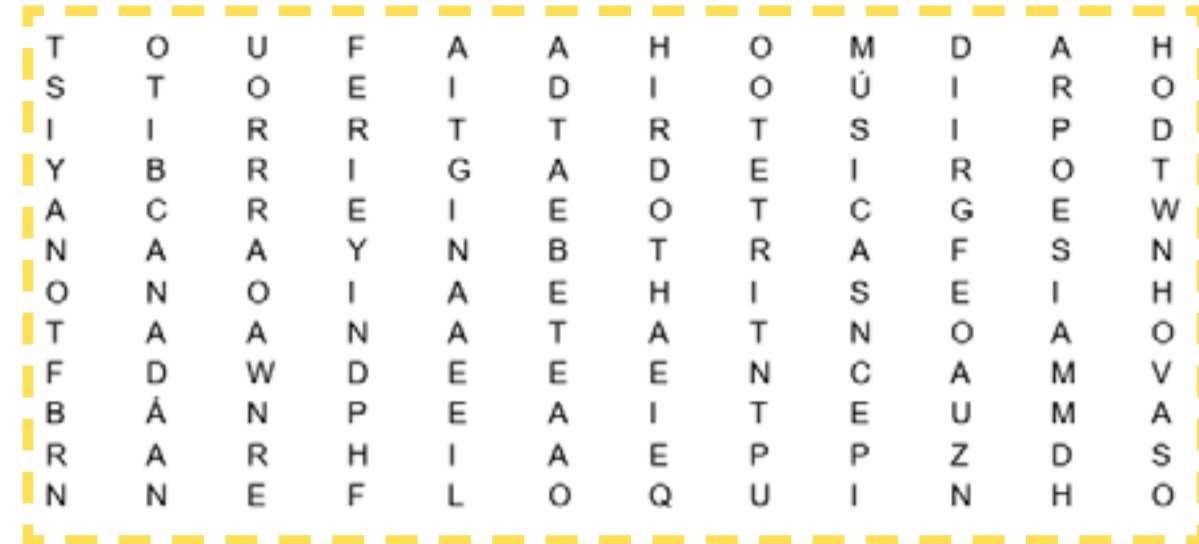 T O U F A A H O M D A H
S T O E I D I O Ú I R O
I I R R T T R T S I P D
Y B R I G A D E I R O T
A C R E I E O T C G E W
N A A Y N B T R A F S N
O N O I A E H I S E I H
T A A N A T A T N O A O
F D W D E E E N C A M V
B Á N P E A I T E U M A
R A R H I A E P P Z D S
N N E F L O Q U I N H O